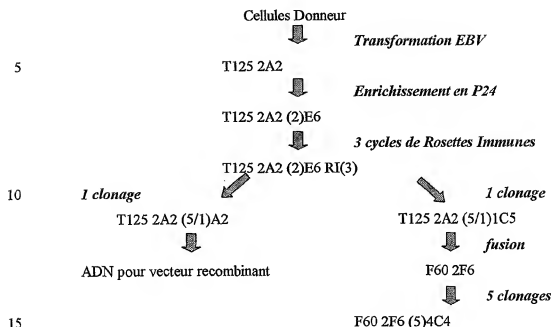 Cellules Donneur
Transformation EBV
5 T125 2A2
Enrichissement en P24
T125 2A2 (2)E6
3 cycles de Rosettes Immunes
T125 2A2 (2)E6 RI(3)
10 1 clonage 1 clonage
T125 2A2 (5/1)A2 T125 2A2 (5/1)1C5
fusion
ADN pour vecteur recombinant F60 2F6
5 clonages
15 F60 2F6 (5)4C4